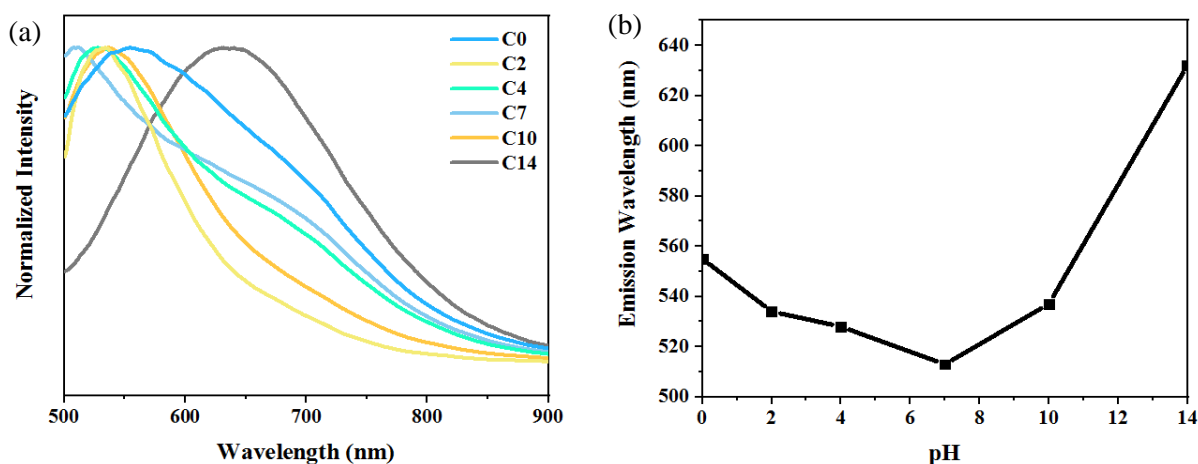 (a)
C0
C2
C4
C7
C10
C14
Normalized Intensity
500 600 700 800 900
Wavelength (nm)
(b)
Emission Wavelength (nm)
640
620
600
580
560
540
520
500
0 2 4 6 8 10 12 14
pH